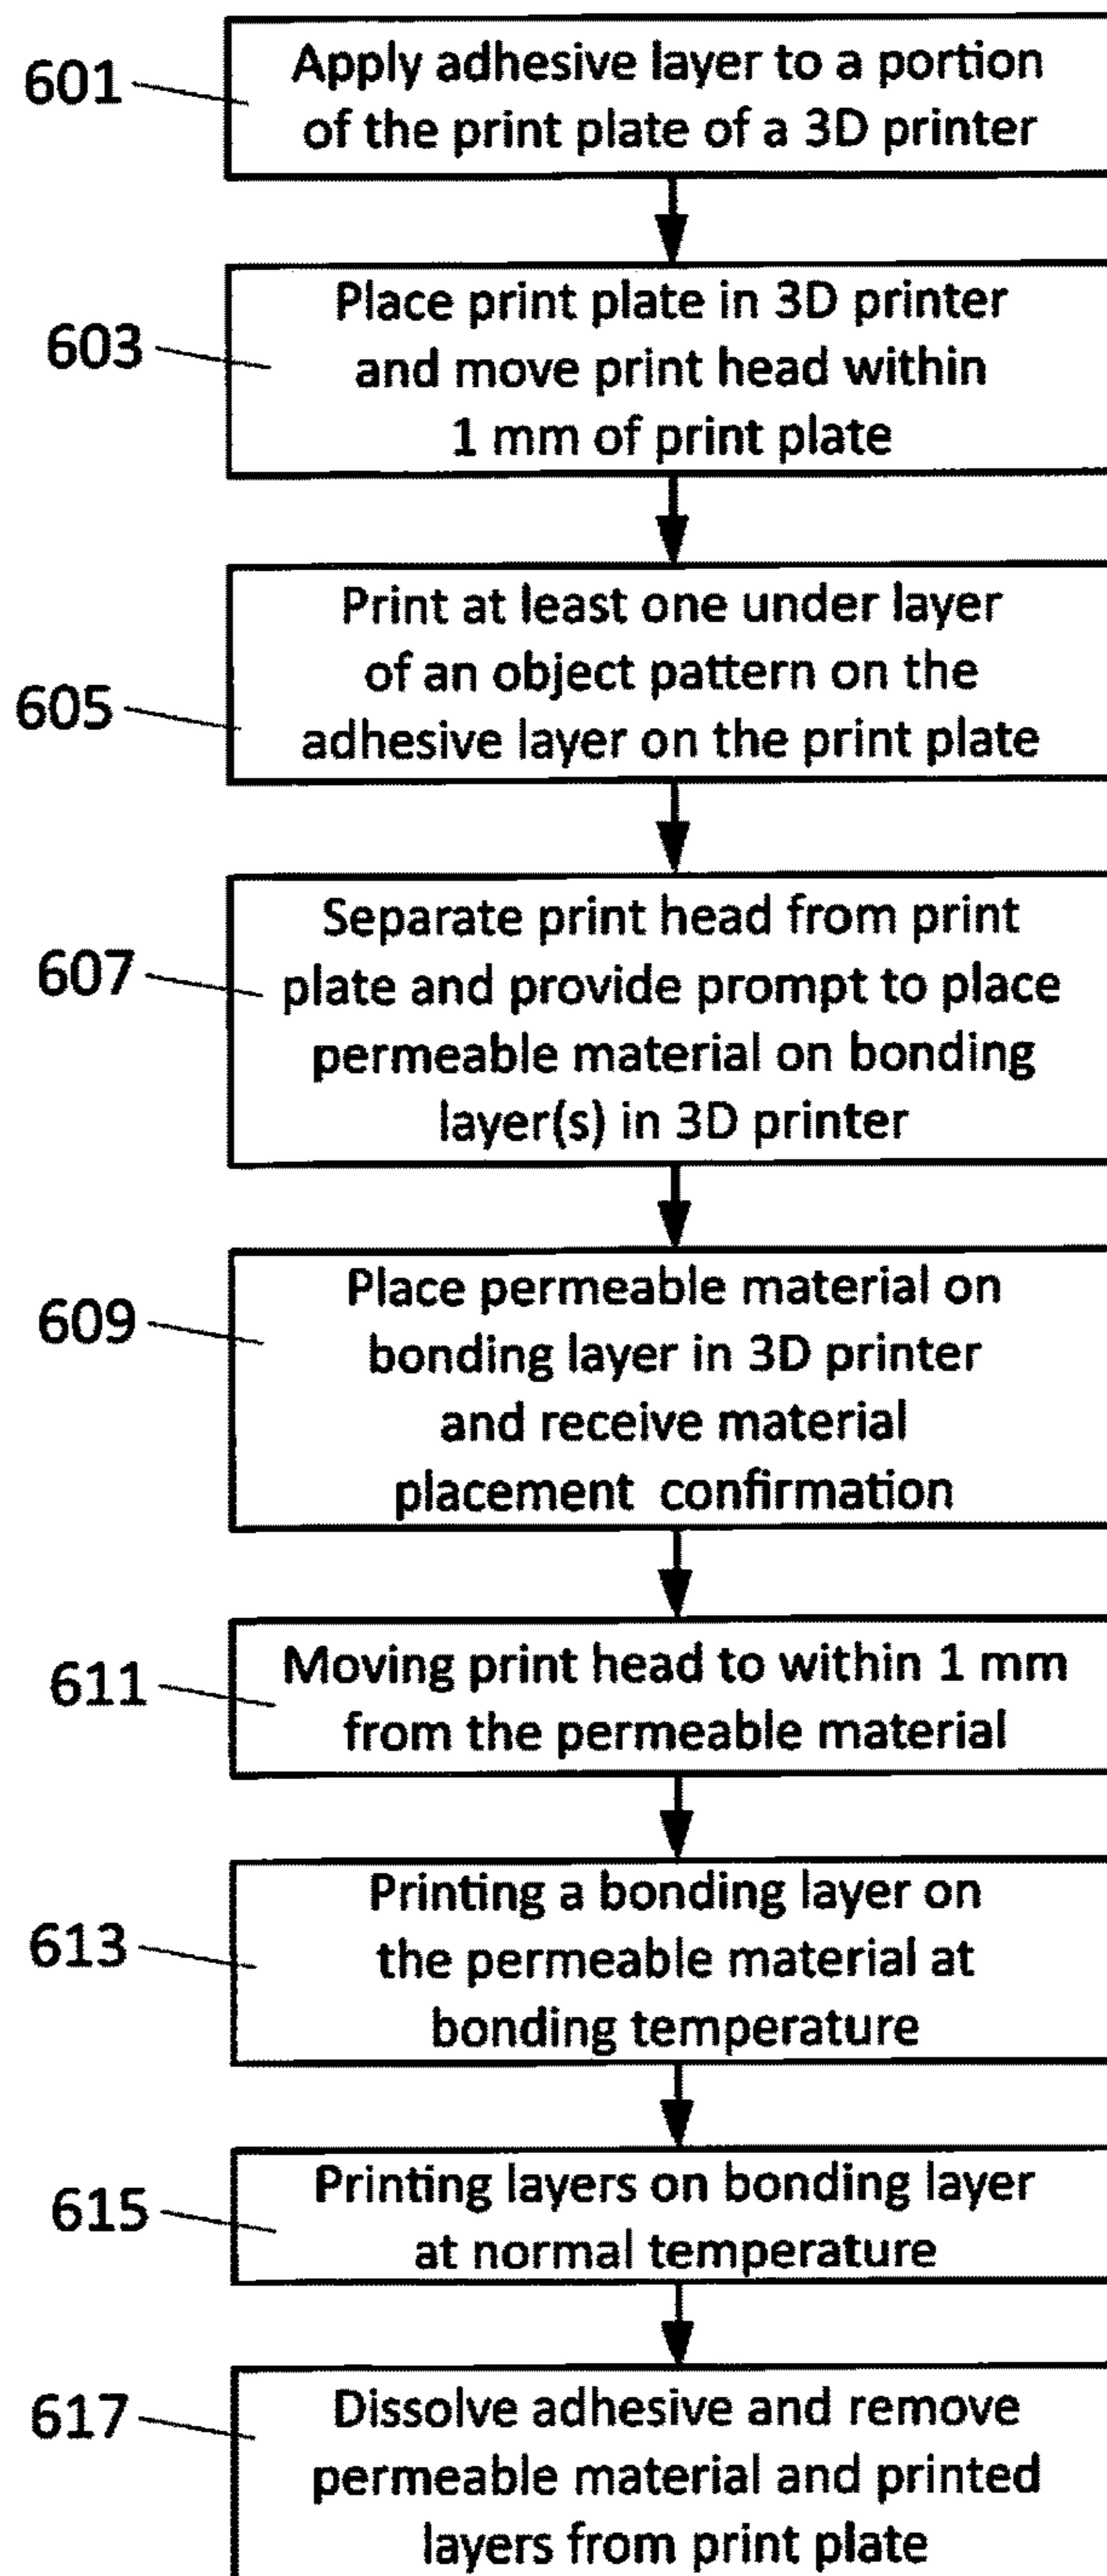 601
Apply adhesive layer to a portion
of the print plate of a 3D printer
603
Place print plate in 3D printer
and move print head within
1 mm of print plate
605
Print at least one under layer
of an object pattern on the
adhesive layer on the print plate
607
Separate print head from print
plate and provide prompt to place
permeable material on bonding
layer(s) in 3D printer
609
Place permeable material on
bonding layer in 3D printer
and receive material
placement confirmation
611
Moving print head to within 1 mm
from the permeable material
613
Printing a bonding layer on
the permeable material at
bonding temperature
615
Printing layers on bonding layer
at normal temperature
617
Dissolve adhesive and remove
permeable material and printed
layers from print plate